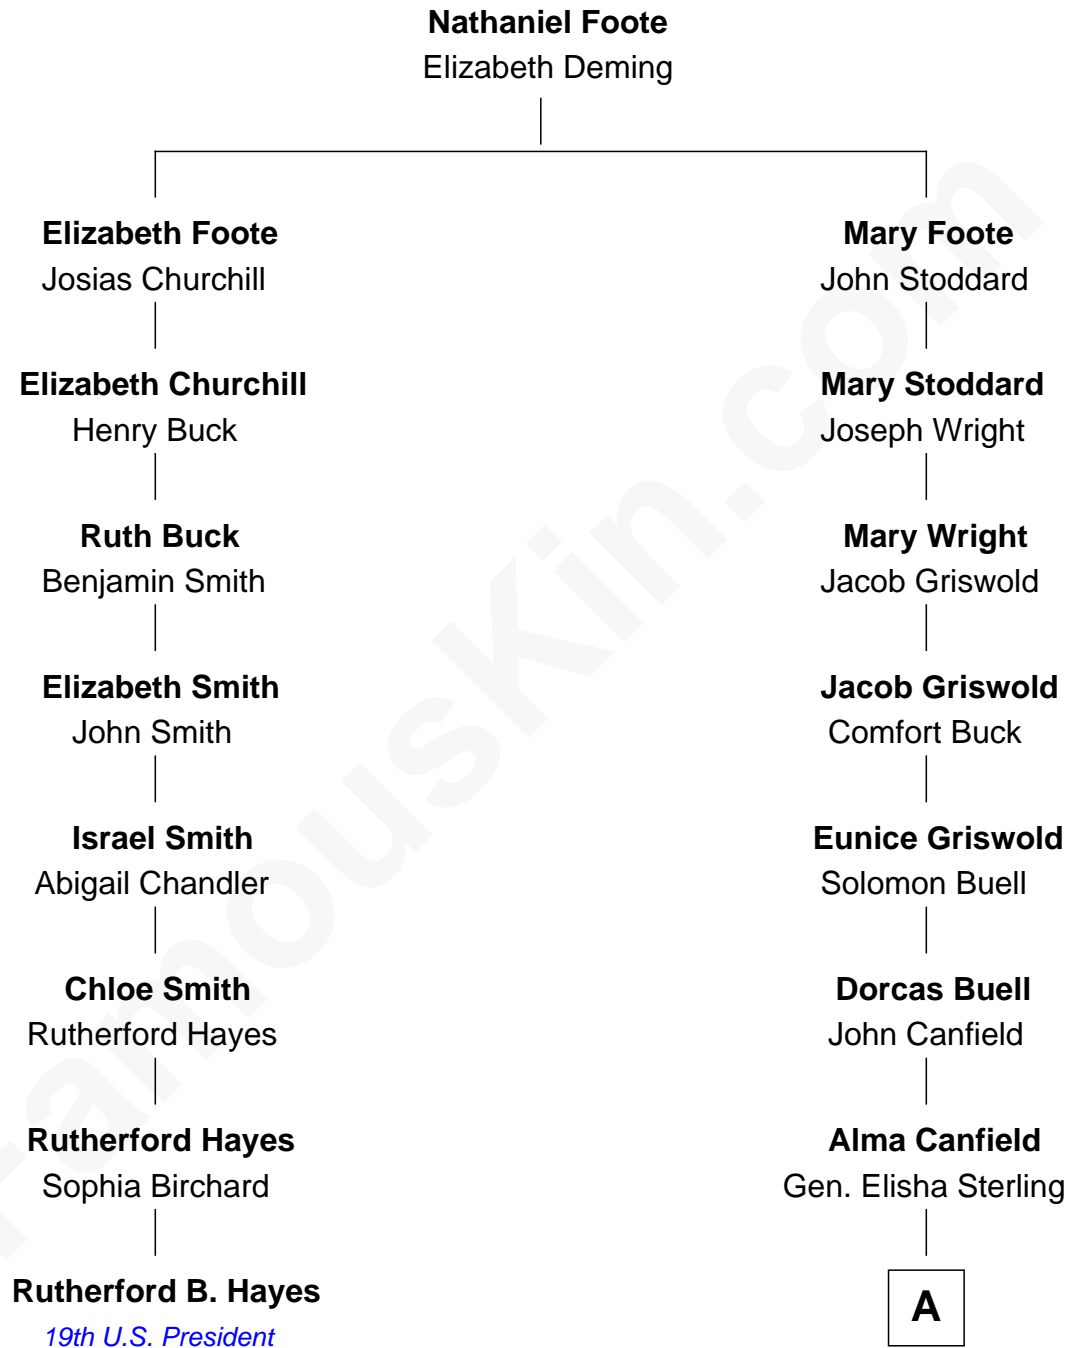 Nathaniel Foote
Elizabeth Deming
Elizabeth Foote
Josias Churchill
Mary Foote
John Stoddard
Elizabeth Churchill
Henry Buck
Mary Stoddard
Joseph Wright
Ruth Buck
Benjamin Smith
Mary Wright
Jacob Griswold
Elizabeth Smith
John Smith
Jacob Griswold
Comfort Buck
Israel Smith
Abigail Chandler
Eunice Griswold
Solomon Buell
Chloe Smith
Rutherford Hayes
Dorcas Buell
John Canfield
Rutherford Hayes
Sophia Birchard
Alma Canfield
Gen. Elisha Sterling
Rutherford B. Hayes
19th U.S. President
A
FamousKin.com